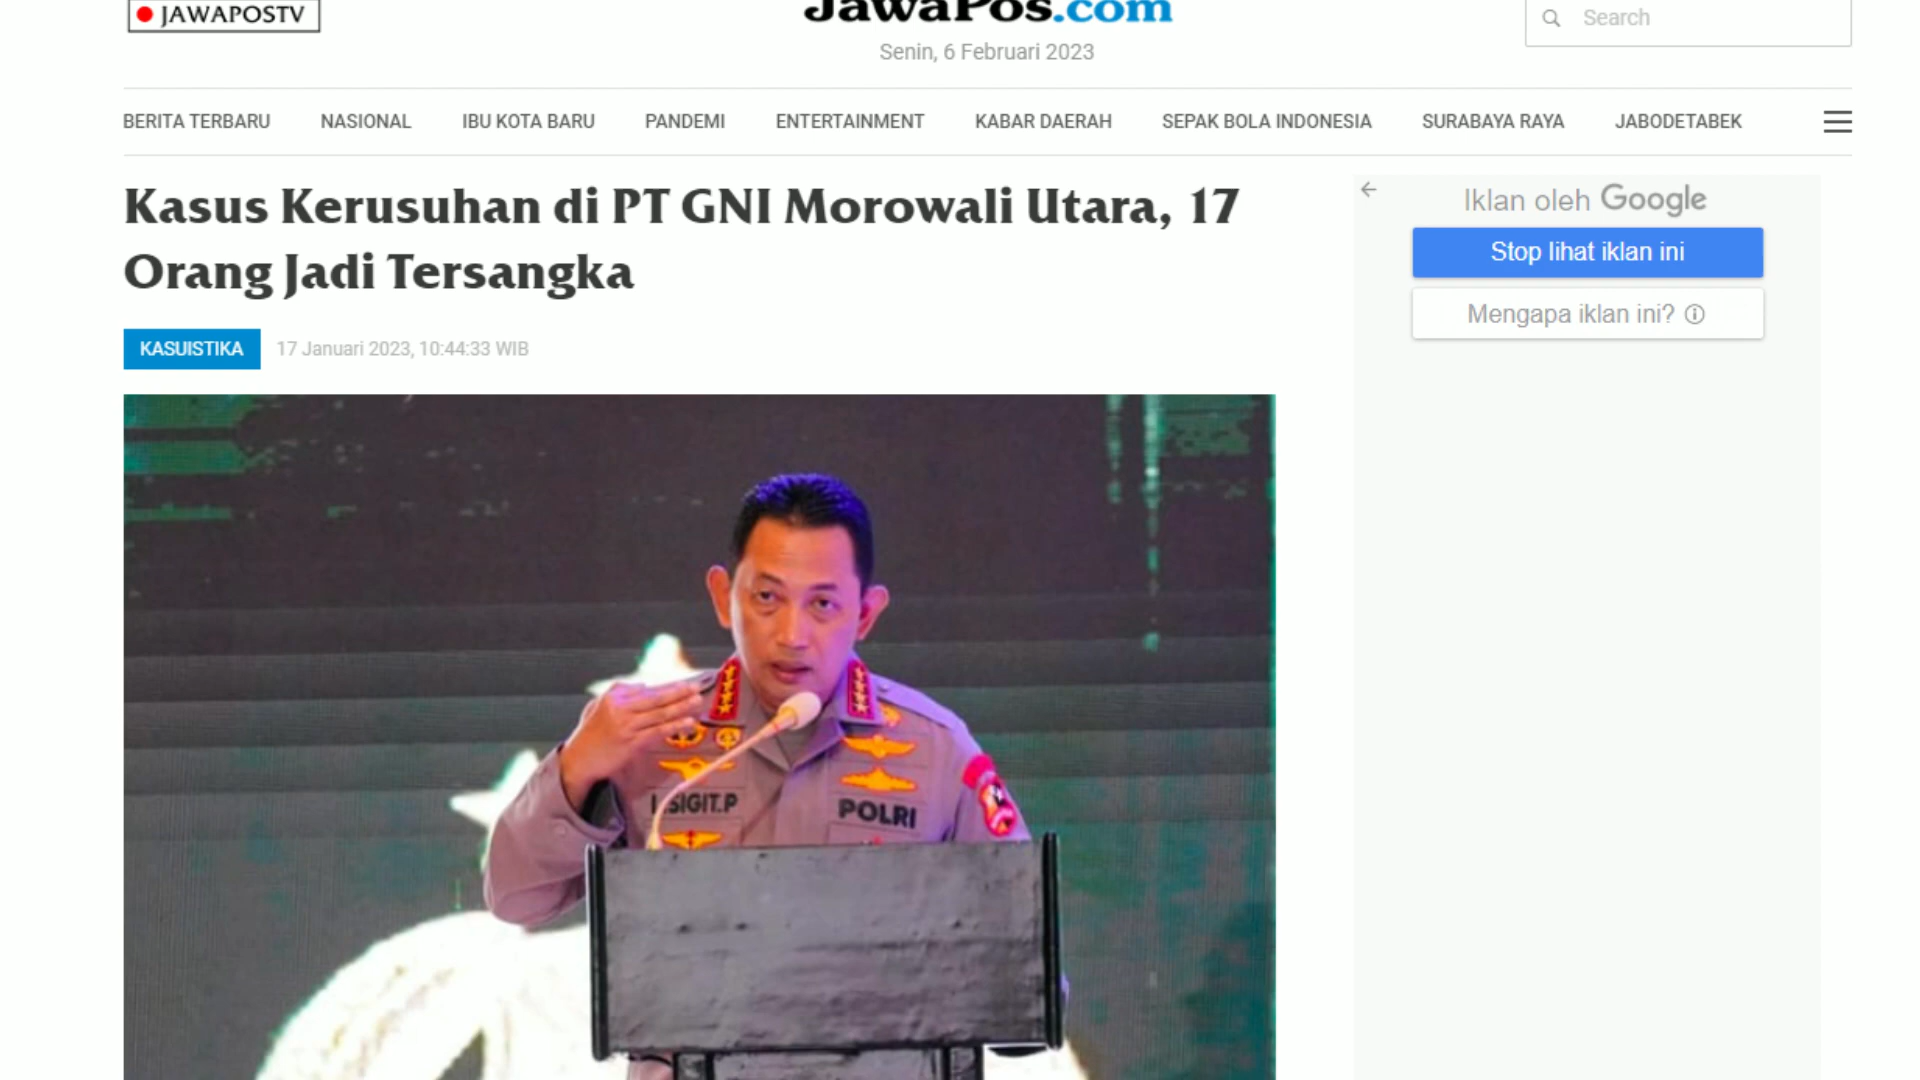 JAWAPOSTV
JawaPos.com
Search
Senin, 6 Februari 2023
BERITA TERBARU NASIONAL IBU KOTA BARU PANDEMI ENTERTAINMENT KABAR DAERAH SEPAK BOLA INDONESIA SURABAYA RAYA JABODETABEK
Kasus Kerusuhan di PT GNI Morowali Utara, 17
Orang Jadi Tersangka
KASUISTIKA 17 Januari 2023, 10:44:33 WIB
Iklan oleh Google
Stop lihat iklan ini
Mengapa iklan ini?
SIGIT.P
POLRI